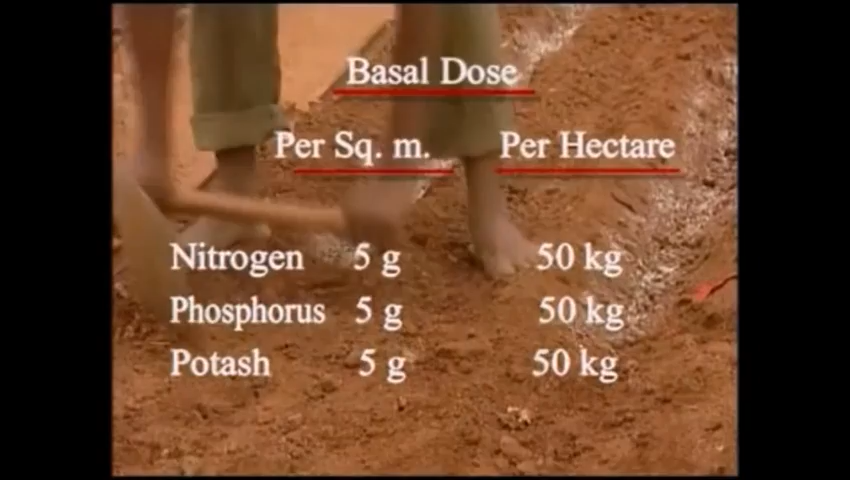 Basal Dose
Per Sq. m. Per Hectare
Nitrogen 5 g 50 kg
Phosphorus 5 g 50 kg
Potash 5 g 50 kg